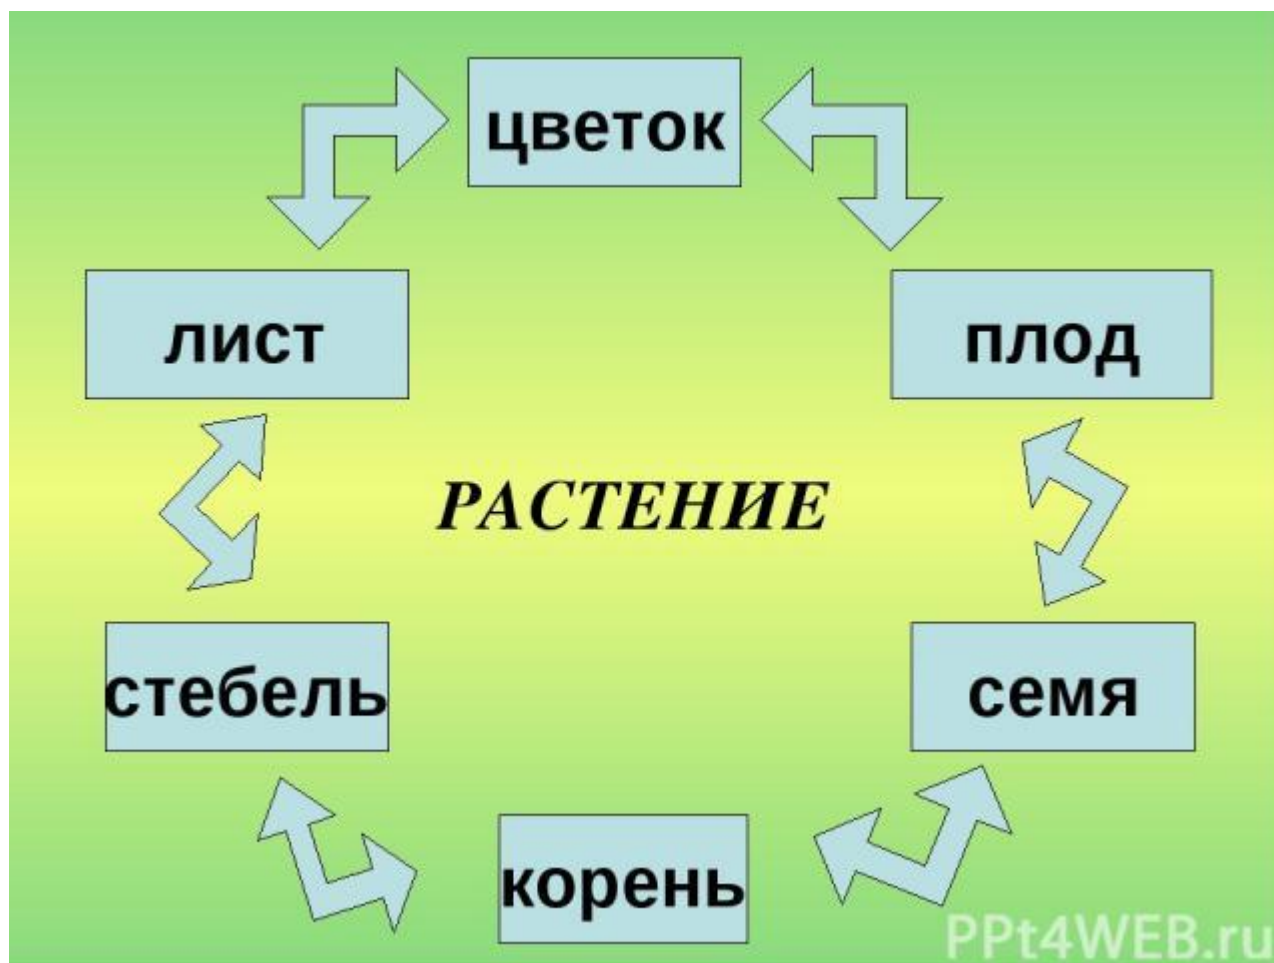 цветок
лист
плод
РАСТЕНИЕ
стебель
семя
корень
PPt4WEB.ru